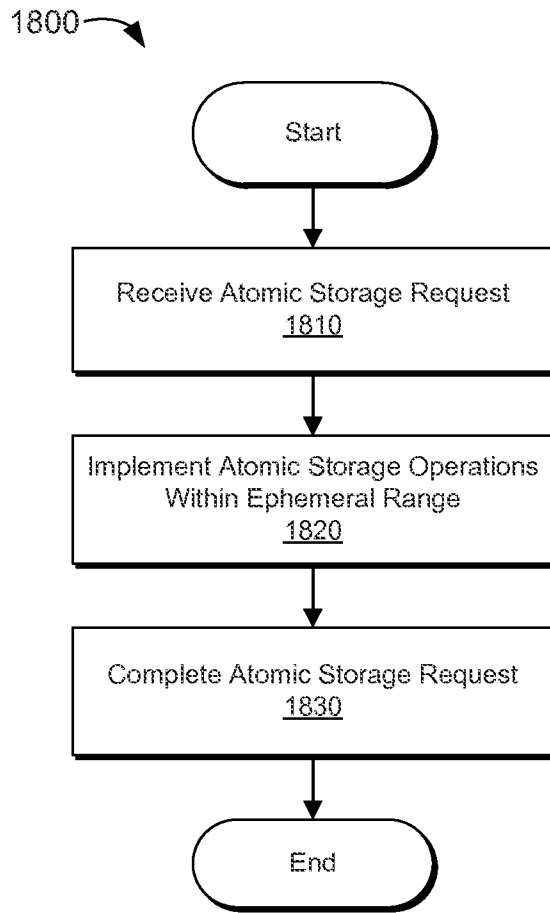 1800
Start
Receive Atomic Storage Request
1810
Implement Atomic Storage Operations
Within Ephemeral Range
1820
Complete Atomic Storage Request
1830
End